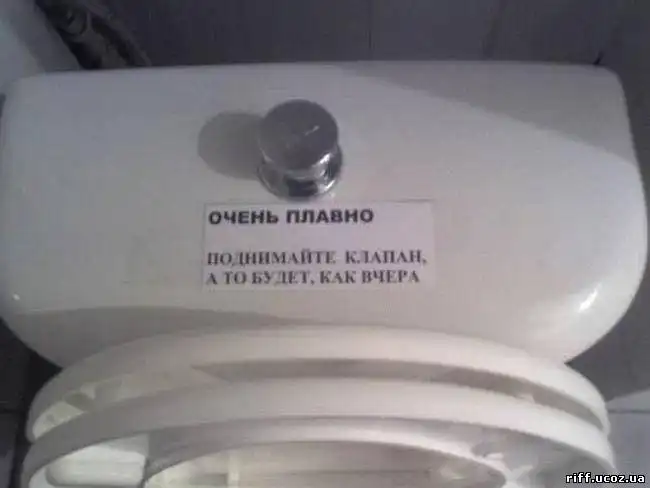 ОЧЕНЬ ПЛАВНО
ПОДНИМАЙТЕ КЛАПАН,
А ТО БУДЕТ, КАК ВЧЕРА
riff.ucoz.ua